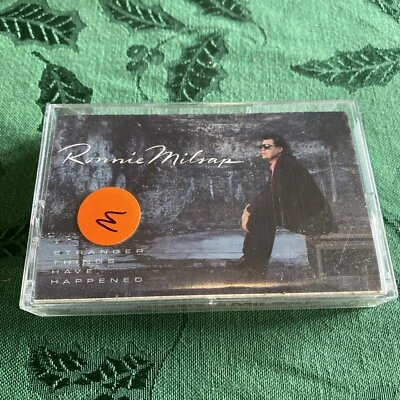 Ronnie Milsap
M
STRANGER
THINGS
HAVE
HAPPENED